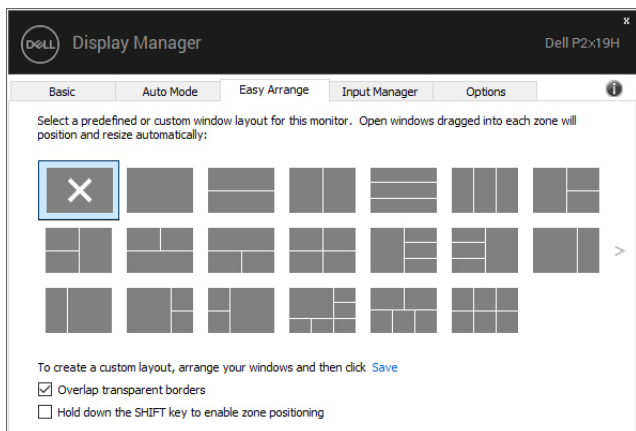 x
DELL Display Manager Dell P2x19H
Basic Auto Mode Easy Arrange Input Manager Options
Select a predefined or custom window layout for this monitor. Open windows dragged into each zone will
position and resize automatically:
>
To create a custom layout, arrange your windows and then click Save
Overlap transparent borders
Hold down the SHIFT key to enable zone positioning